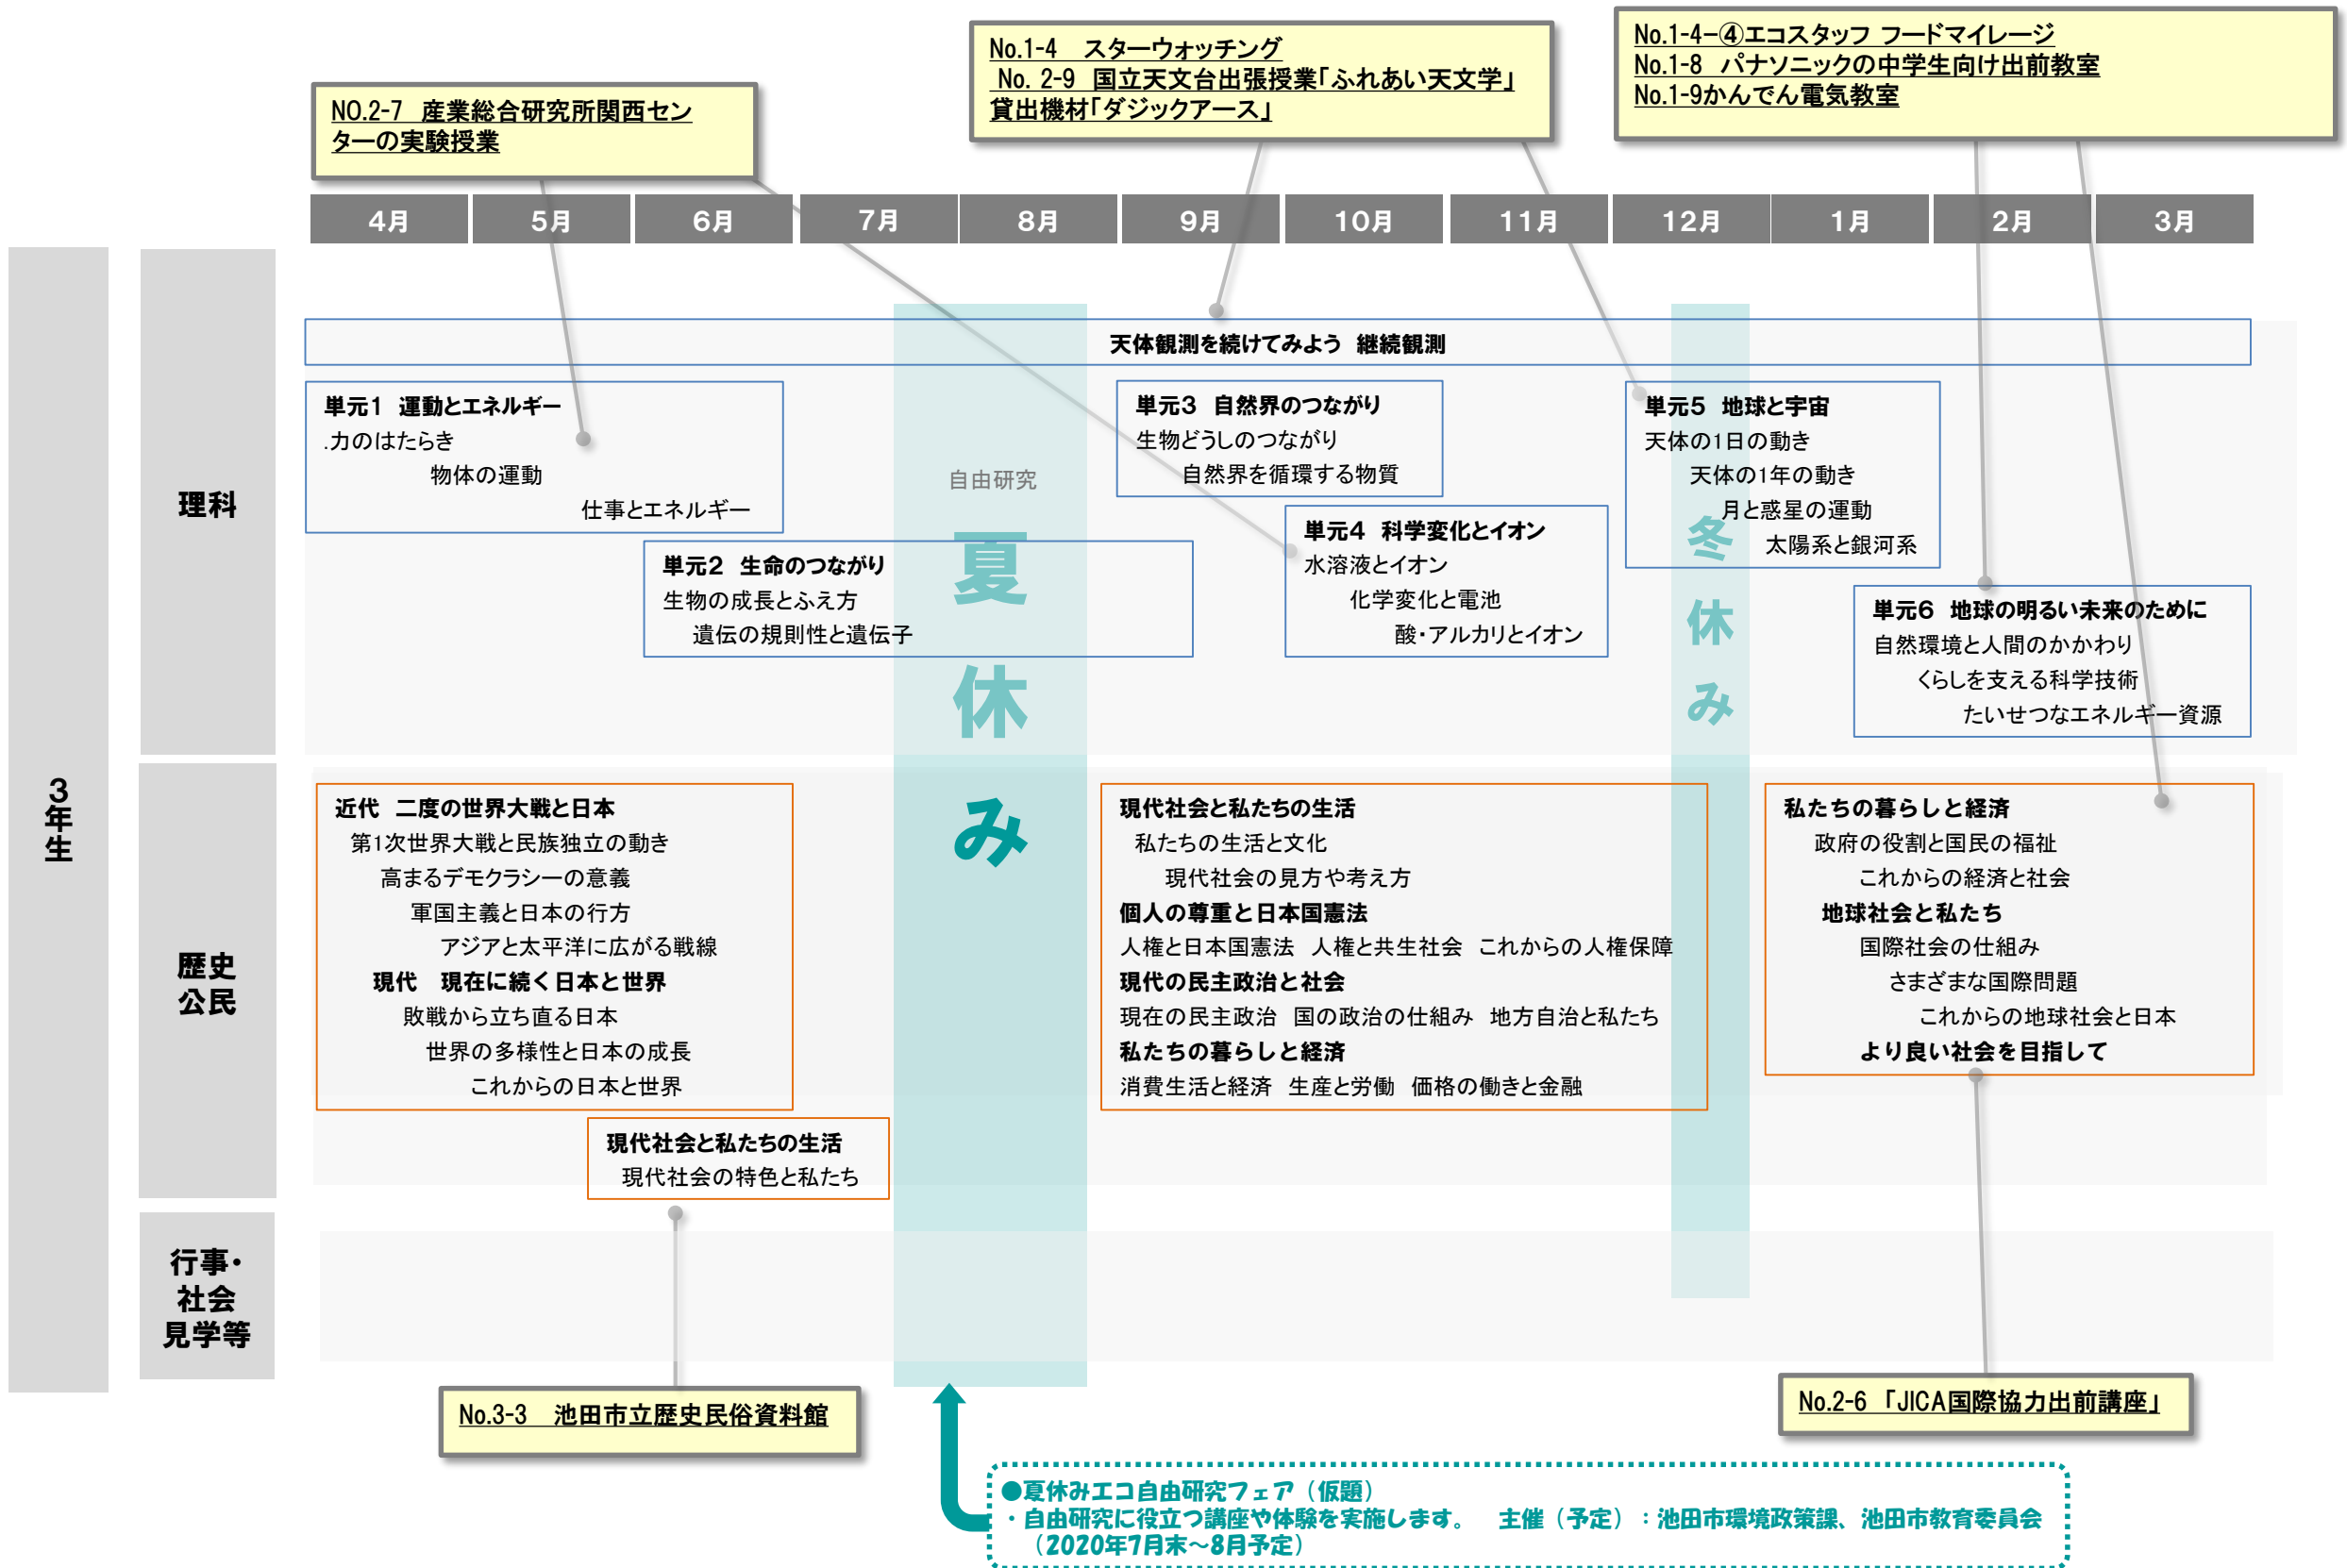 No.1-4　スターウォッチング
No. 2-9　国立天文台出張授業「ふれあい天文学」
貸出機材「ダジックアース」
No.1-4-④エコスタッフ フードマイレージ
No.1-8　パナソニックの中学生向け出前教室
No.1-9かんでん電気教室
NO.2-7　産業総合研究所関西セン
ターの実験授業
4月 5月 6月 7月 8月 9月 10月 11月 12月 1月 2月 3月
3年生
理科
天体観測を続けてみよう　継続観測
単元1　運動とエネルギー
.力のはたらき
物体の運動
仕事とエネルギー
単元2　生命のつながり
生物の成長とふえ方
遺伝の規則性と遺伝子
自由研究
夏休み
単元3　自然界のつながり
生物どうしのつながり
自然界を循環する物質
単元4　科学変化とイオン
水溶液とイオン
化学変化と電池
酸・アルカリとイオン
単元5　地球と宇宙
天体の1日の動き
天体の1年の動き
月と惑星の運動
太陽系と銀河系
冬休み
単元6　地球の明るい未来のために
自然環境と人間のかかわり
くらしを支える科学技術
たいせつなエネルギー資源
歴史
公民
近代　二度の世界大戦と日本
第1次世界大戦と民族独立の動き
高まるデモクラシーの意義
軍国主義と日本の行方
アジアと太平洋に広がる戦線
現代　現在に続く日本と世界
敗戦から立ち直る日本
世界の多様性と日本の成長
これからの日本と世界
現代社会と私たちの生活
現代社会の特色と私たち
現代社会と私たちの生活
私たちの生活と文化
現代社会の見方や考え方
個人の尊重と日本国憲法
人権と日本国憲法　人権と共生社会　これからの人権保障
現代の民主政治と社会
現在の民主政治　国の政治の仕組み　地方自治と私たち
私たちの暮らしと経済
消費生活と経済　生産と労働　価格の働きと金融
私たちの暮らしと経済
政府の役割と国民の福祉
これからの経済と社会
地球社会と私たち
国際社会の仕組み
さまざまな国際問題
これからの地球社会と日本
より良い社会を目指して
行事・
社会
見学等
No.3-3　池田市立歴史民俗資料館
No.2-6 「JICA国際協力出前講座」
●夏休みエコ自由研究フェア（仮題）
・自由研究に役立つ講座や体験を実施します。　主催（予定）：池田市環境政策課、池田市教育委員会
（2020年7月末～8月予定）